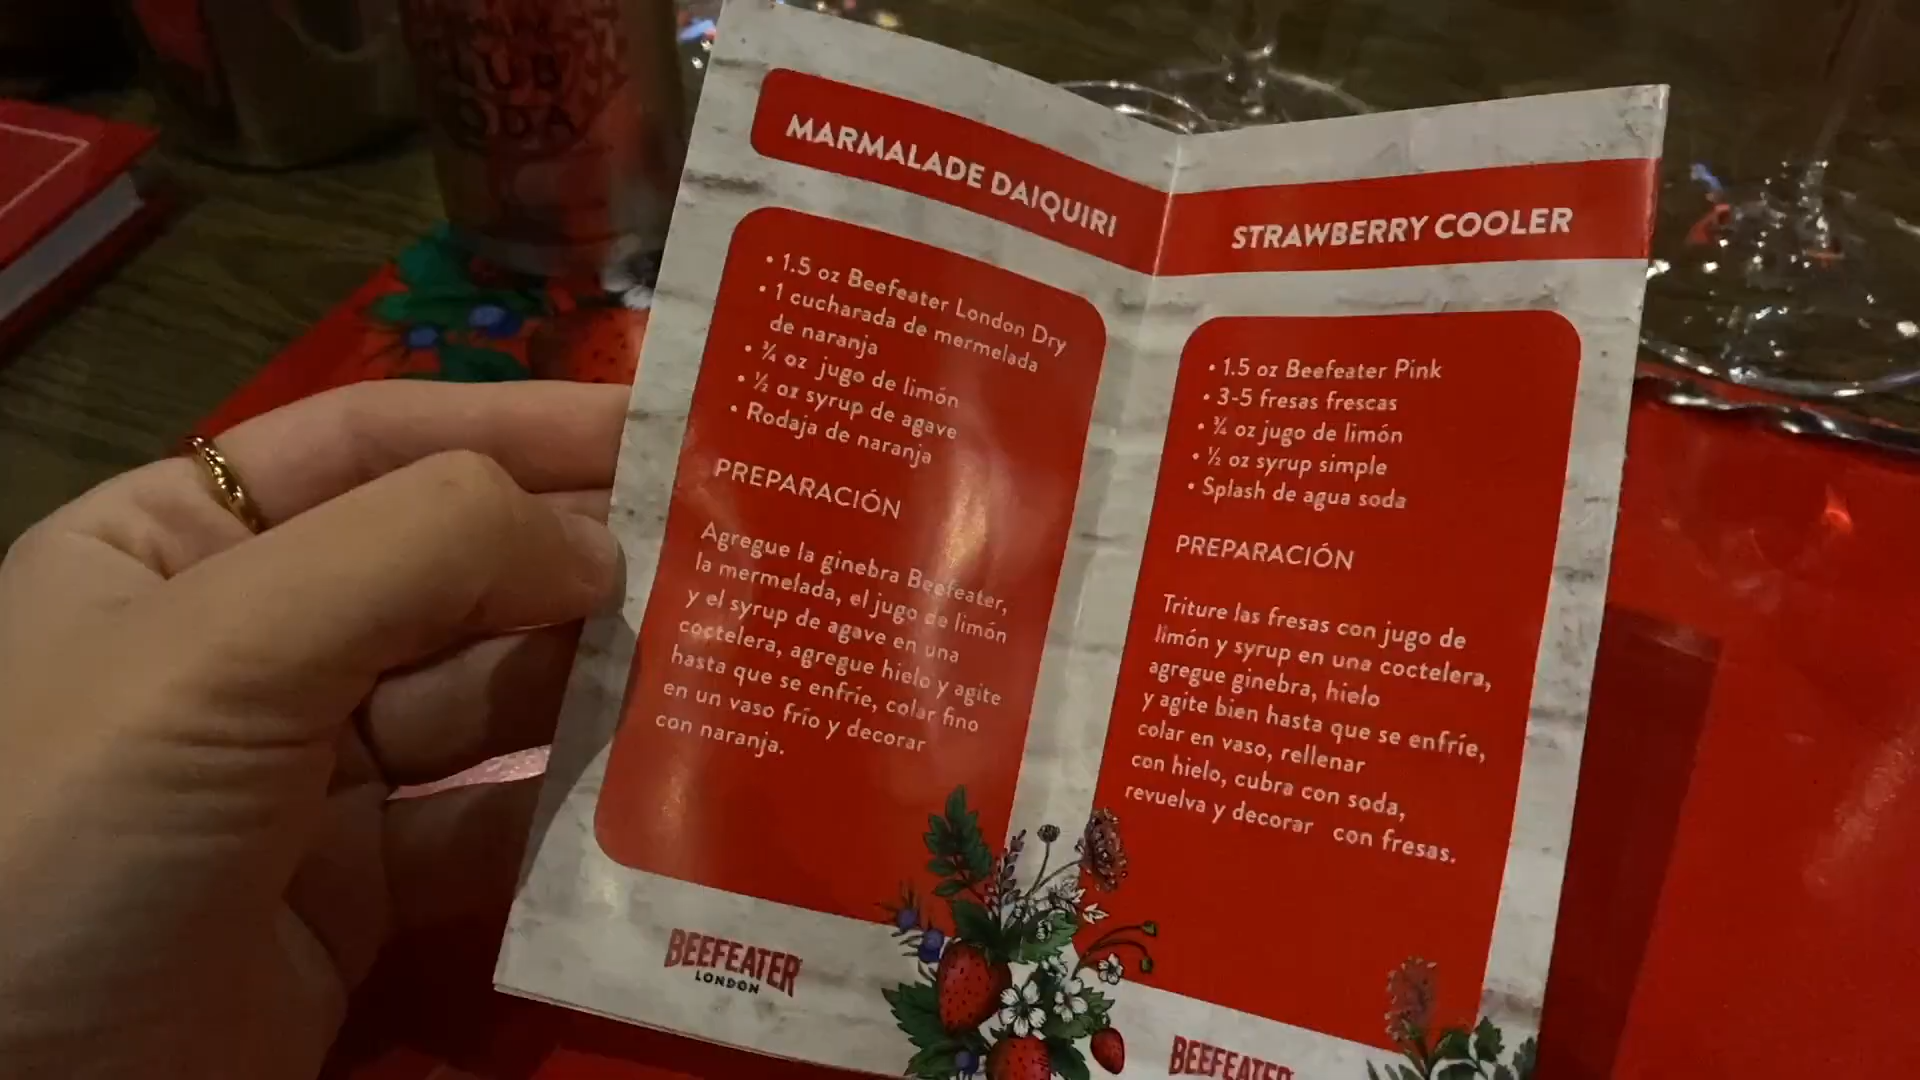 CLUB
SODA
MARMALADE DAIQUIRI
• 1.5 oz Beefeater London Dry
• 1 cucharada de mermelada
de naranja
• ¾ oz jugo de limón
• ½ oz syrup de agave
• Rodaja de naranja
PREPARACIÓN
Agregue la ginebra Beefeater,
la mermelada, el jugo de limón
y el syrup de agave en una
coctelera, agregue hielo y agite
hasta que se enfríe, colar fino
en un vaso frío y decorar
con naranja.
BEEFEATER
LONDON
STRAWBERRY COOLER
• 1.5 oz Beefeater Pink
• 3-5 fresas frescas
• ¾ oz jugo de limón
• ½ oz syrup simple
• Splash de agua soda
PREPARACIÓN
Triture las fresas con jugo de
limón y syrup en una coctelera,
agregue ginebra, hielo
y agite bien hasta que se enfríe,
colar en vaso, rellenar
con hielo, cubra con soda,
revuelva y decorar con fresas.
BEEFEATER